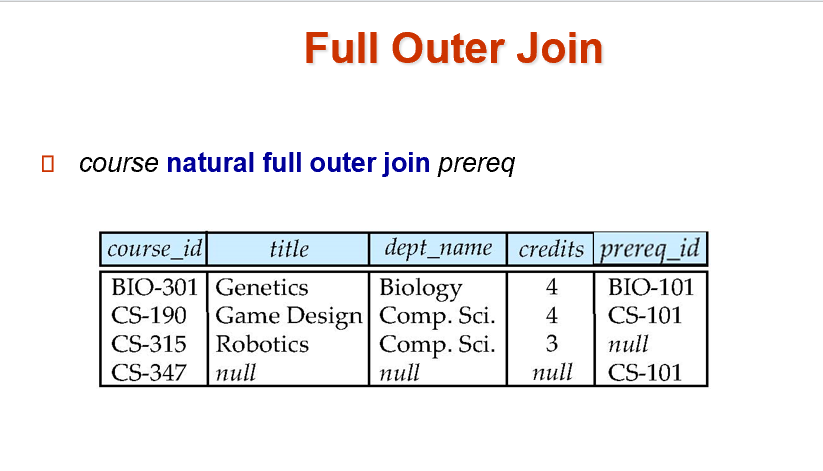 Full Outer Join
course natural full outer join prereq
course_id title dept_name credits prereq_id
BIO-301 Genetics Biology 4 BIO-101
CS-190 Game Design Comp. Sci. 4 CS-101
CS-315 Robotics Comp. Sci. 3 null
CS-347 null null null CS-101